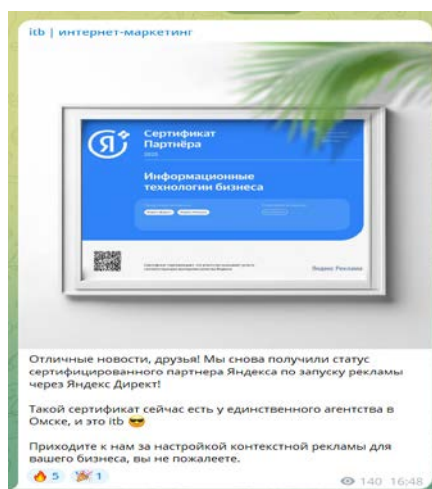 itb | интернет-маркетинг
Я
Сертификат
Партнёра
Информационные
технологии бизнеса
Яндекс Реклама
Отличные новости, друзья! Мы снова получили статус
сертифицированного партнера Яндекса по запуску рекламы
через Яндекс Директ!
Такой сертификат сейчас есть у единственного агентства в
Омске, и это itb 😎
Приходите к нам за настройкой контекстной рекламы для
вашего бизнеса, вы не пожалеете.
🔥 5 🎉 1
140 16:48